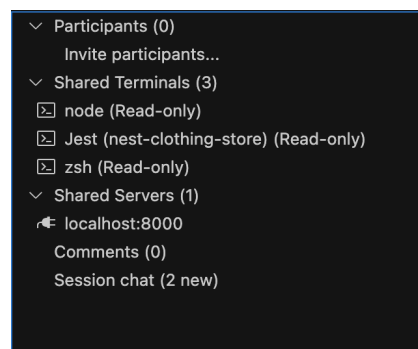 Participants (0)
Invite participants...
Shared Terminals (3)
node (Read-only)
Jest (nest-clothing-store) (Read-only)
zsh (Read-only)
Shared Servers (1)
localhost:8000
Comments (0)
Session chat (2 new)